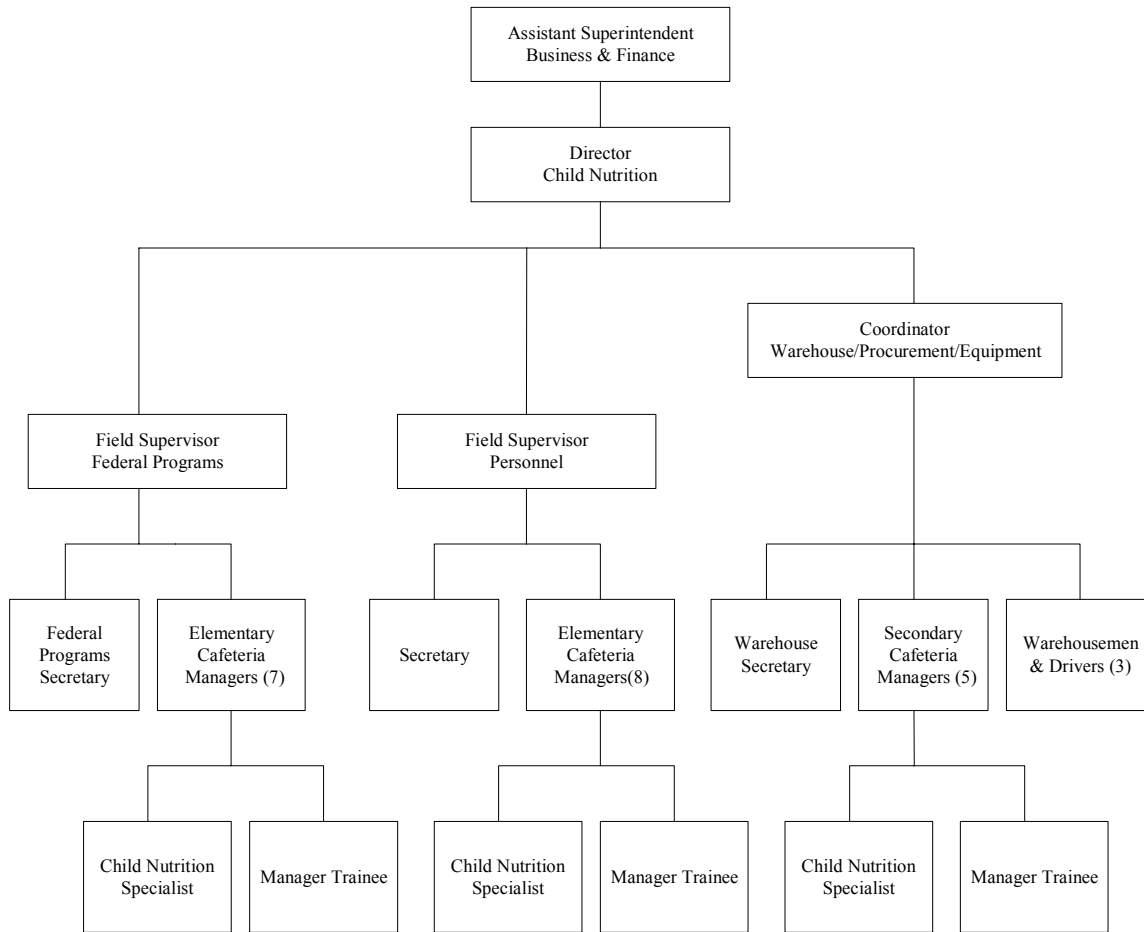 Assistant Superintendent
Business & Finance
Director
Child Nutrition
Coordinator
Warehouse/Procurement/Equipment
Field Supervisor
Federal Programs
Field Supervisor
Personnel
Federal
Programs
Secretary
Elementary
Cafeteria
Managers (7)
Secretary
Elementary
Cafeteria
Managers(8)
Warehouse
Secretary
Secondary
Cafeteria
Managers (5)
Warehousemen
& Drivers (3)
Child Nutrition
Specialist
Manager Trainee
Child Nutrition
Specialist
Manager Trainee
Child Nutrition
Specialist
Manager Trainee